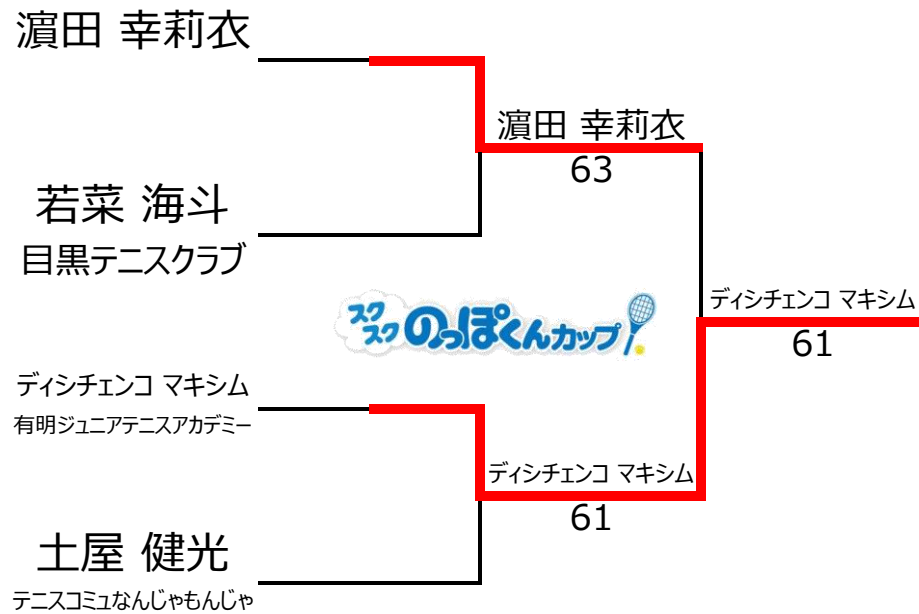 濵田 幸莉衣
濵田 幸莉衣
63
若菜 海斗
目黒テニスクラブ
スクスク のっぽくんカップ
ディシチェンコ マキシム
61
ディシチェンコ マキシム
有明ジュニアテニスアカデミー
ディシチェンコ マキシム
61
土屋 健光
テニスコミュなんじゃもんじゃ